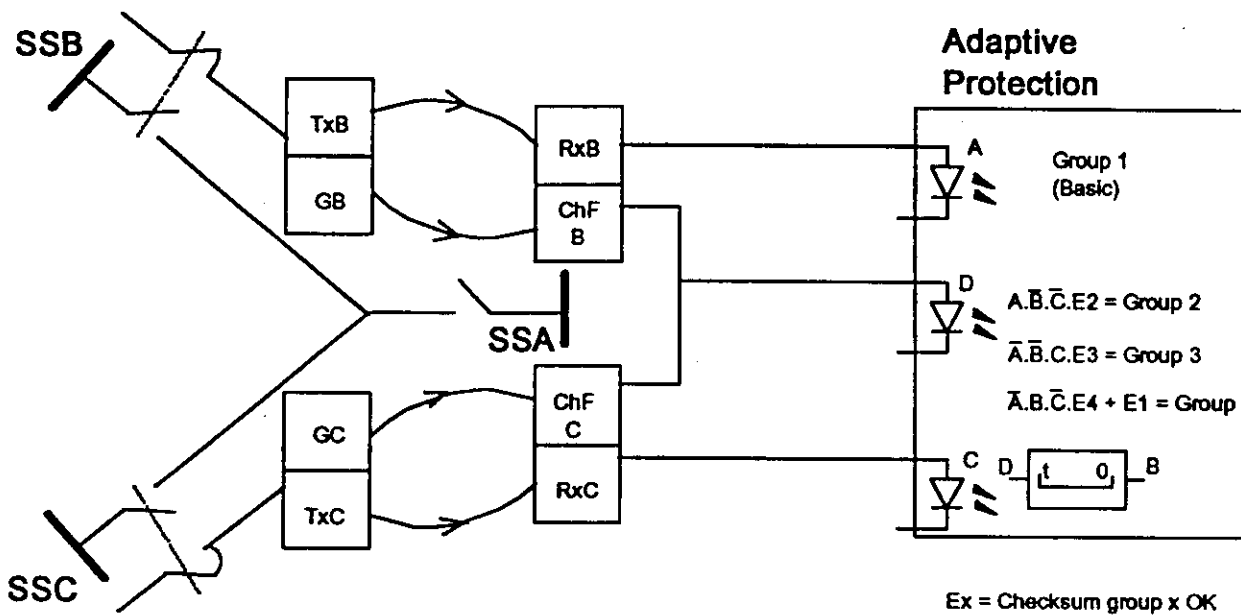 SSB
Adaptive
Protection
TxB
GB
RxB
ChF
B
A
Group 1
(Basic)
SSA
D
A.B̅.C̅.E2 = Group 2
A̅.B̅.C.E3 = Group 3
A̅.B.C̅.E4 + E1 = Group
GC
TxC
ChF
C
RxC
C
D
t
0
B
SSC
Ex = Checksum group x OK